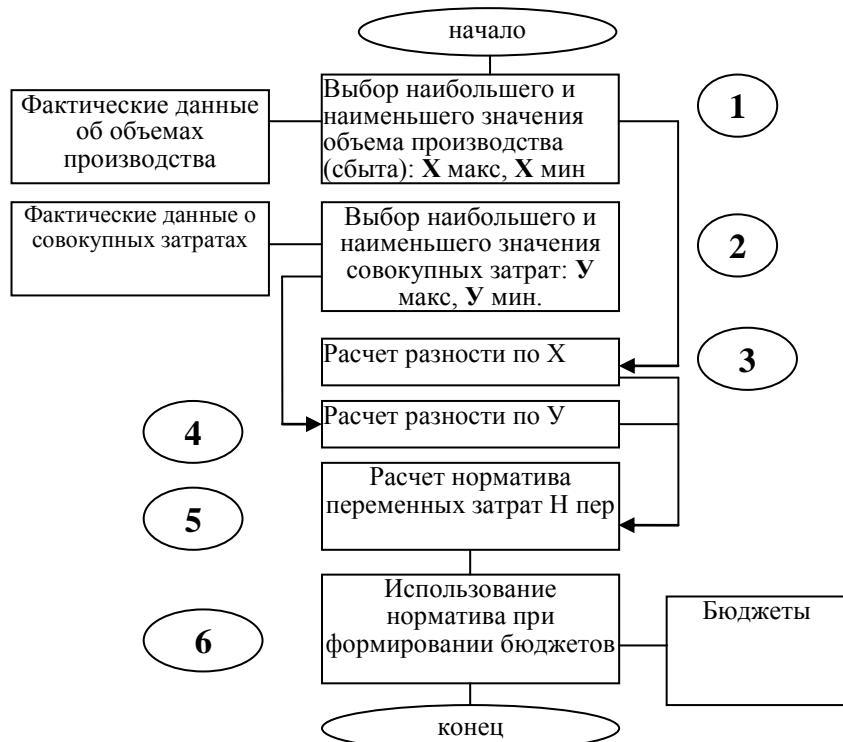 начало
Фактические данные
об объемах
производства
Выбор наибольшего и
наименьшего значения
объема производства
(сбыта): Х макс, Х мин
1
Фактические данные о
совокупных затратах
Выбор наибольшего и
наименьшего значения
совокупных затрат: У
макс, У мин.
2
Расчет разности по Х
3
Расчет разности по У
4
Расчет норматива
переменных затрат Н пер
5
Использование
норматива при
формировании бюджетов
6
Бюджеты
конец